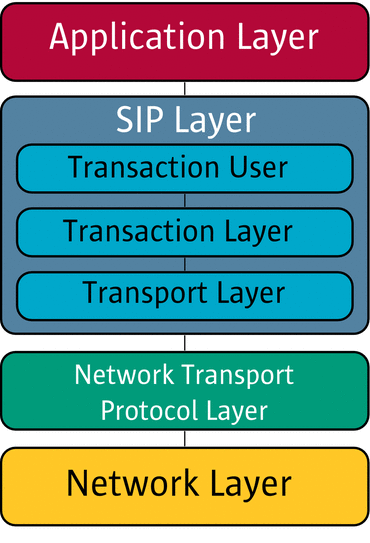 Application Layer
SIP Layer
Transaction User
Transaction Layer
Transport Layer
Network Transport
Protocol Layer
Network Layer